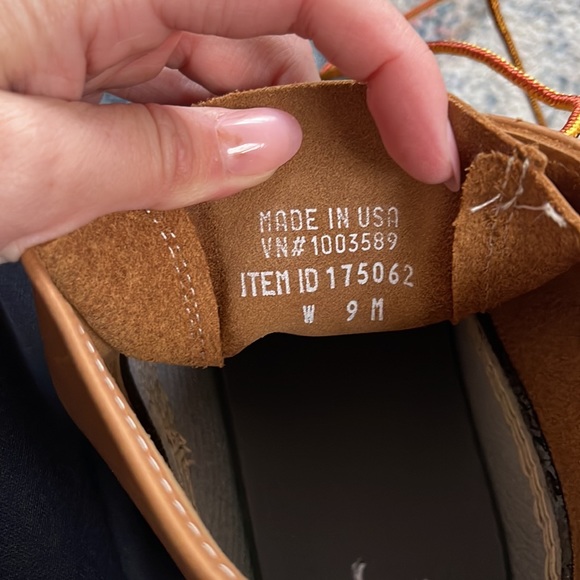 MADE IN USA
VN# 1003589
ITEM ID 175062
W 9 M